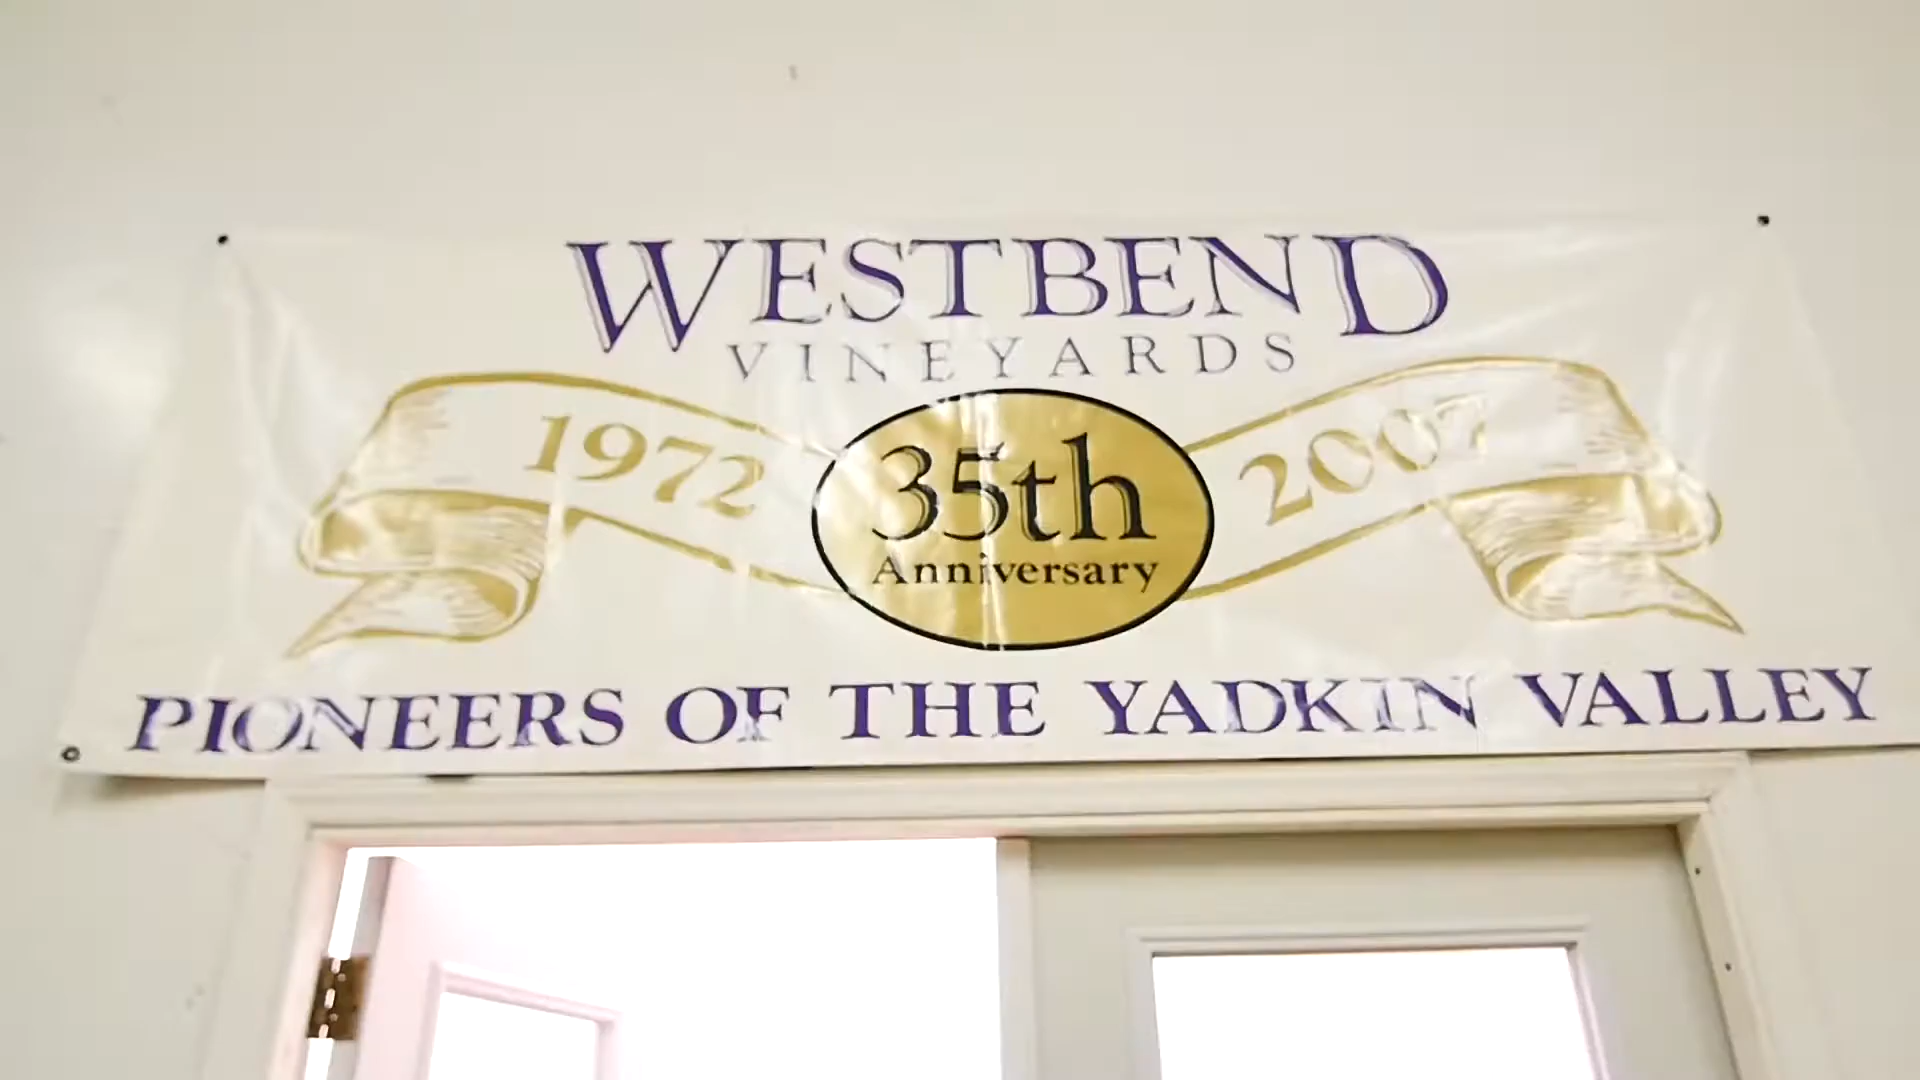 WESTBEND
VINEYARDS
1972 35th 2007
Anniversary
PIONEERS OF THE YADKIN VALLEY